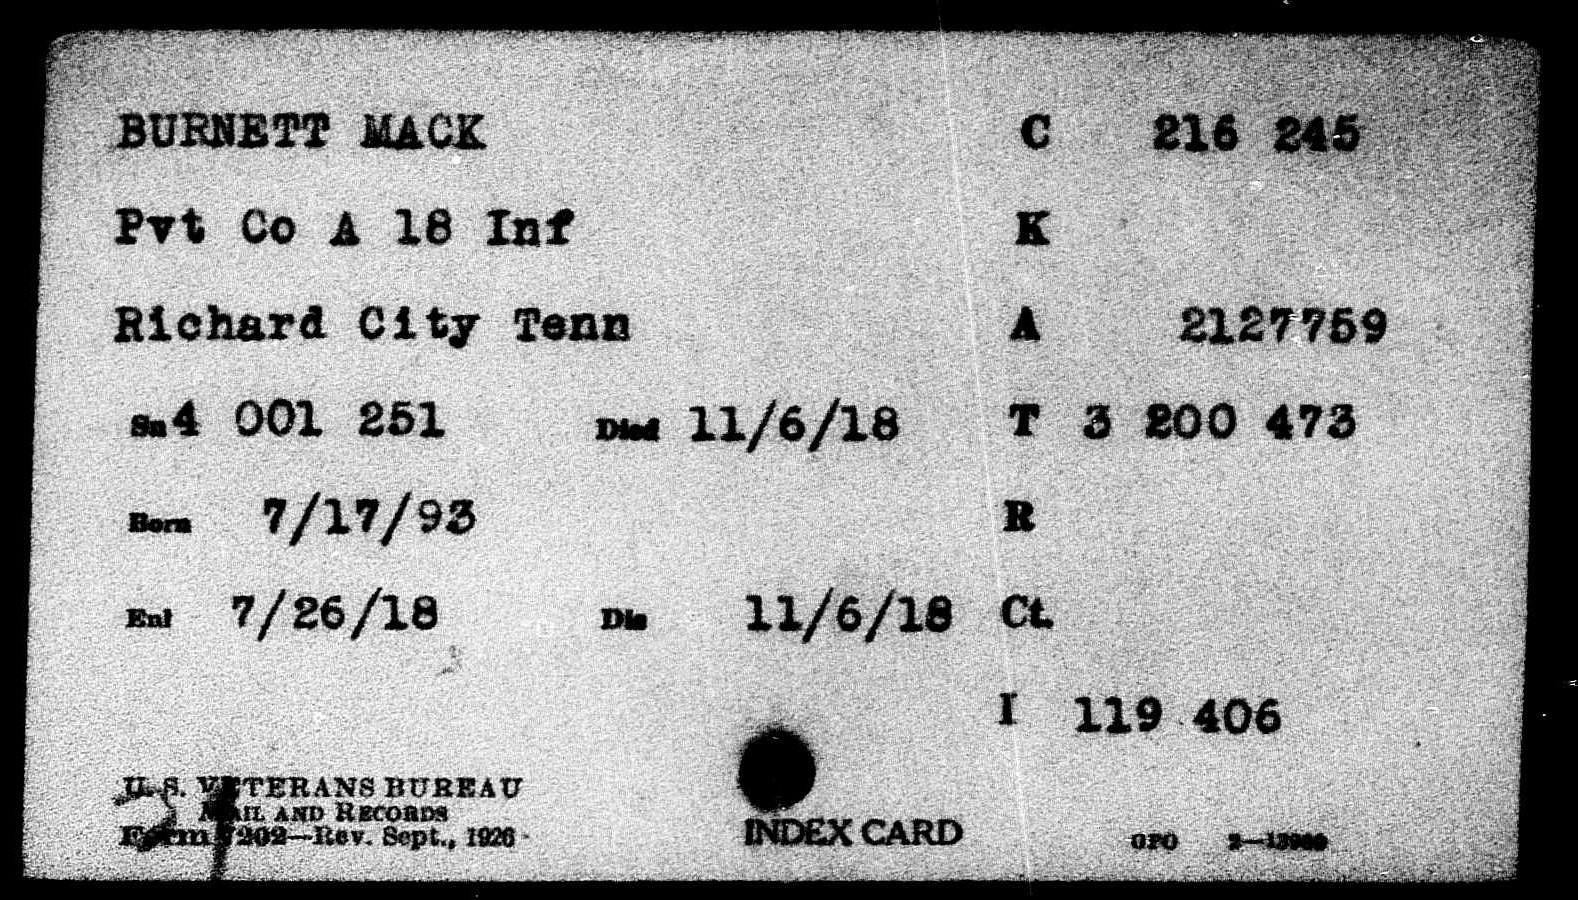 BURNETT MACK C 216 245
Pvt Co A 18 Inf K
Richard City Tenn A 2127759
Sn 4 001 251 Died 11/6/18 T 3 200 473
Born 7/17/93 R
Enl 7/26/18 Dis 11/6/18 Ct.
I 119 406
U. S. VETERANS BUREAU
MAIL AND RECORDS
Form 7202—Rev. Sept., 1926
INDEX CARD
GPO